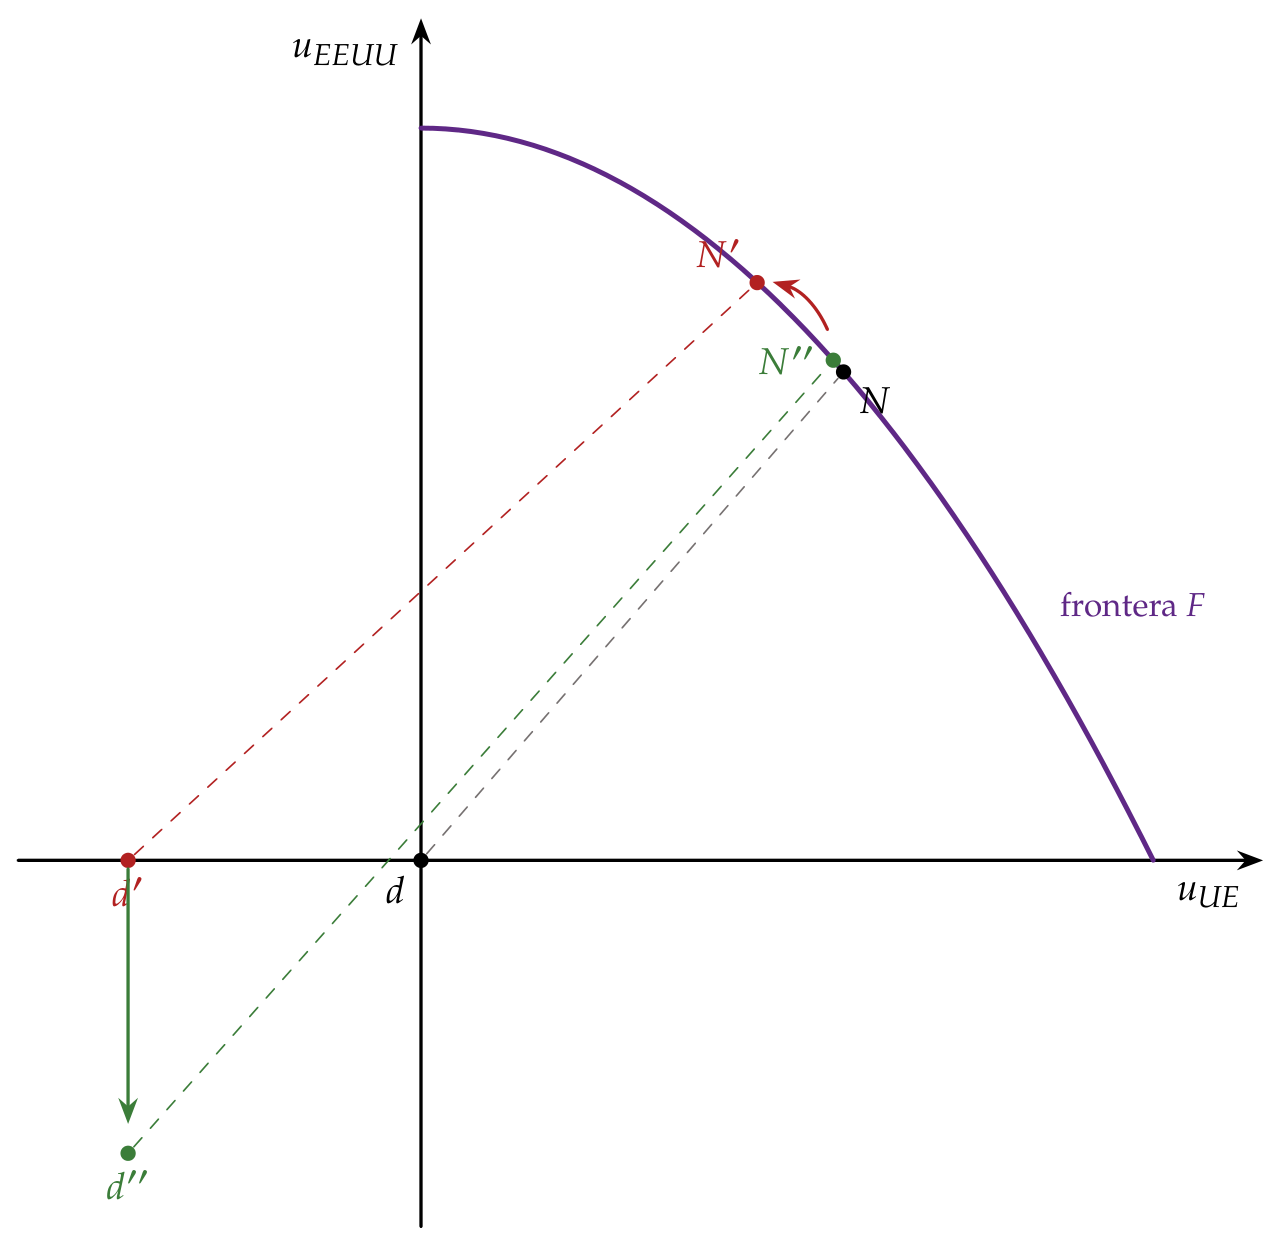 u_EEUU
N′
N″
N
frontera F
d′
d
u_UE
d″